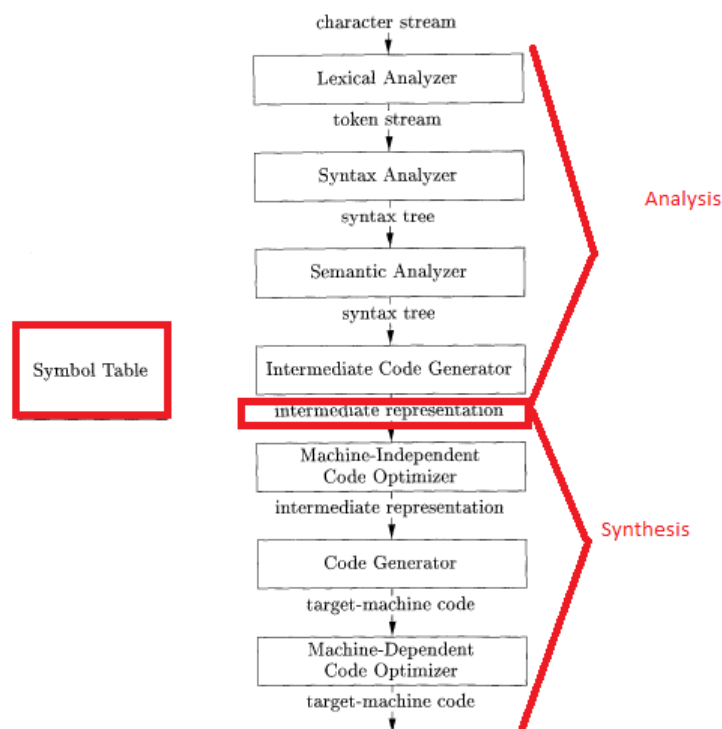 character stream
Lexical Analyzer
token stream
Syntax Analyzer
syntax tree
Analysis
Semantic Analyzer
syntax tree
Symbol Table
Intermediate Code Generator
intermediate representation
Machine-Independent
Code Optimizer
intermediate representation
Synthesis
Code Generator
target-machine code
Machine-Dependent
Code Optimizer
target-machine code